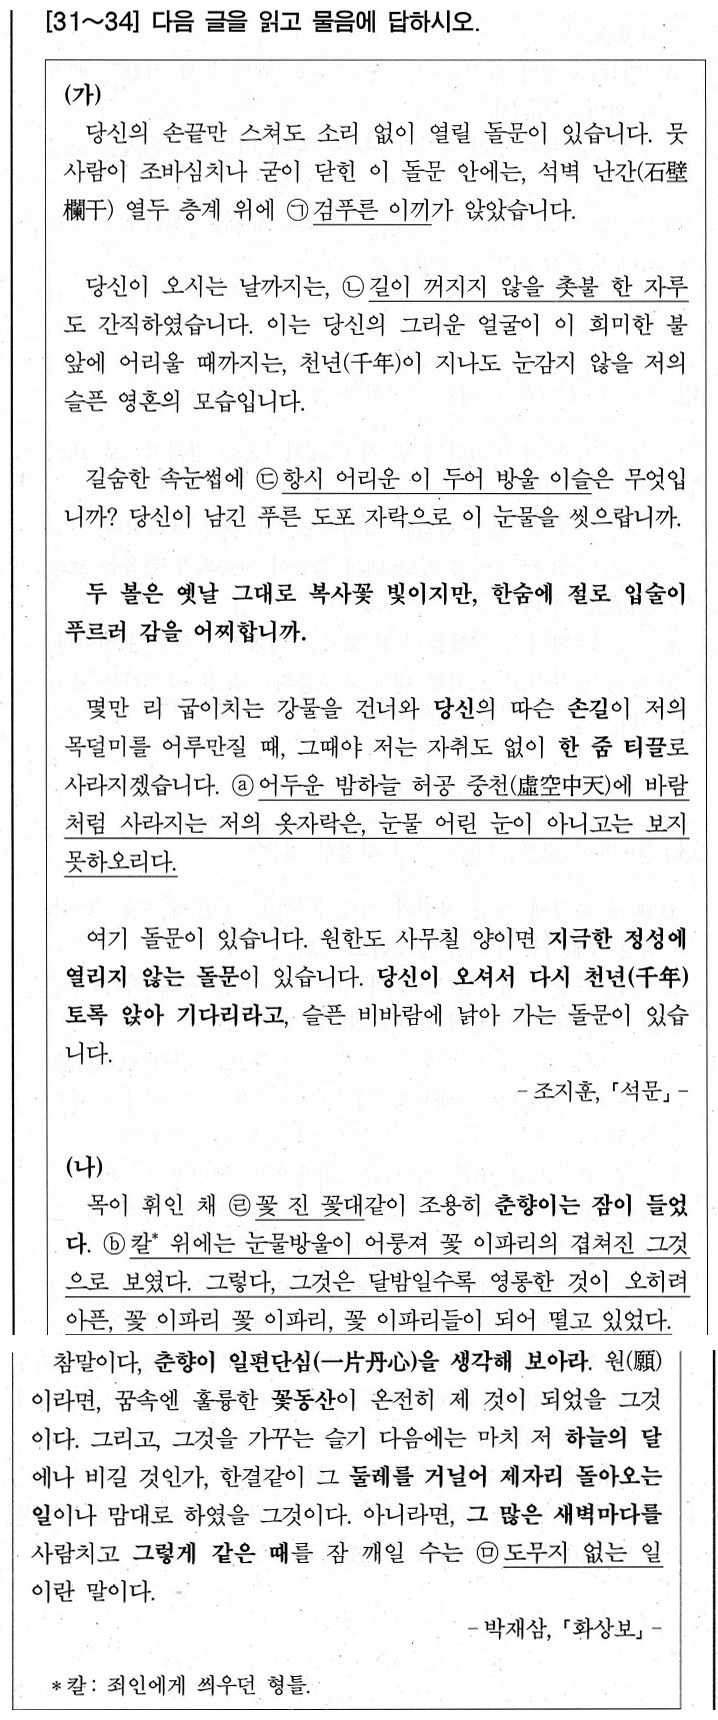 [31~34] 다음 글을 읽고 물음에 답하시오.
(가)
당신의 손끝만 스쳐도 소리 없이 열릴 돌문이 있습니다. 뭇
사람이 조바심치나 굳이 닫힌 이 돌문 안에는, 석벽 난간(石壁
欄干) 열두 층계 위에 ㉠검푸른 이끼가 앉았습니다.
당신이 오시는 날까지는, ㉡길이 꺼지지 않을 촛불 한 자루
도 간직하였습니다. 이는 당신의 그리운 얼굴이 이 희미한 불
앞에 어리울 때까지는, 천년(千年)이 지나도 눈감지 않을 저의
슬픈 영혼의 모습입니다.
길숨한 속눈썹에 ㉢항시 어리운 이 두어 방울 이슬은 무엇입
니까? 당신이 남긴 푸른 도포 자락으로 이 눈물을 씻으랍니까.
두 볼은 옛날 그대로 복사꽃 빛이지만, 한숨에 절로 입술이
푸르러 감을 어찌합니까.
몇만 리 굽이치는 강물을 건너와 당신의 따슨 손길이 저의
목덜미를 어루만질 때, 그때야 저는 자취도 없이 한 줌 티끌로
사라지겠습니다. ⓐ어두운 밤하늘 허공 중천(虛空中天)에 바람
처럼 사라지는 저의 옷자락은, 눈물 어린 눈이 아니고는 보지
못하오리다.
여기 돌문이 있습니다. 원한도 사무칠 양이면 지극한 정성에
열리지 않는 돌문이 있습니다. 당신이 오셔서 다시 천년(千年)
토록 앉아 기다리라고, 슬픈 비바람에 낡아 가는 돌문이 있습
니다.
- 조지훈, 「석문」 -
(나)
목이 휘인 채 ㉣꽃 진 꽃대같이 조용히 춘향이는 잠이 들었
다. ⓑ칼* 위에는 눈물방울이 어룽져 꽃 이파리의 겹쳐진 그것
으로 보였다. 그렇다, 그것은 달밤일수록 영롱한 것이 오히려
아픈, 꽃 이파리 꽃 이파리, 꽃 이파리들이 되어 떨고 있었다.
참말이다, 춘향이 일편단심(一片丹心)을 생각해 보아라. 원(願)
이라면, 꿈속엔 훌륭한 꽃동산이 온전히 제 것이 되었을 그것
이다. 그리고, 그것을 가꾸는 슬기 다음에는 마치 저 하늘의 달
에나 비길 것인가, 한결같이 그 둘레를 거닐어 제자리 돌아오는
일이나 맘대로 하였을 그것이다. 아니라면, 그 많은 새벽마다를
사람치고 그렇게 같은 때를 잠 깨일 수는 ㉤도무지 없는 일
이란 말이다.
- 박재삼, 「화상보」 -
*칼: 죄인에게 씌우던 형틀.